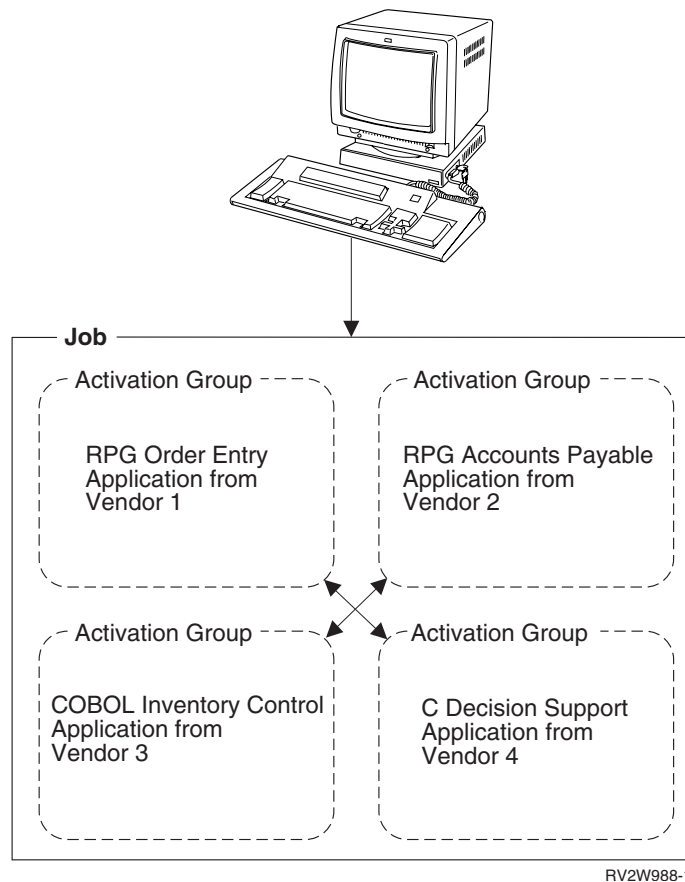 Job
Activation Group
RPG Order Entry
Application from
Vendor 1
Activation Group
RPG Accounts Payable
Application from
Vendor 2
Activation Group
COBOL Inventory Control
Application from
Vendor 3
Activation Group
C Decision Support
Application from
Vendor 4